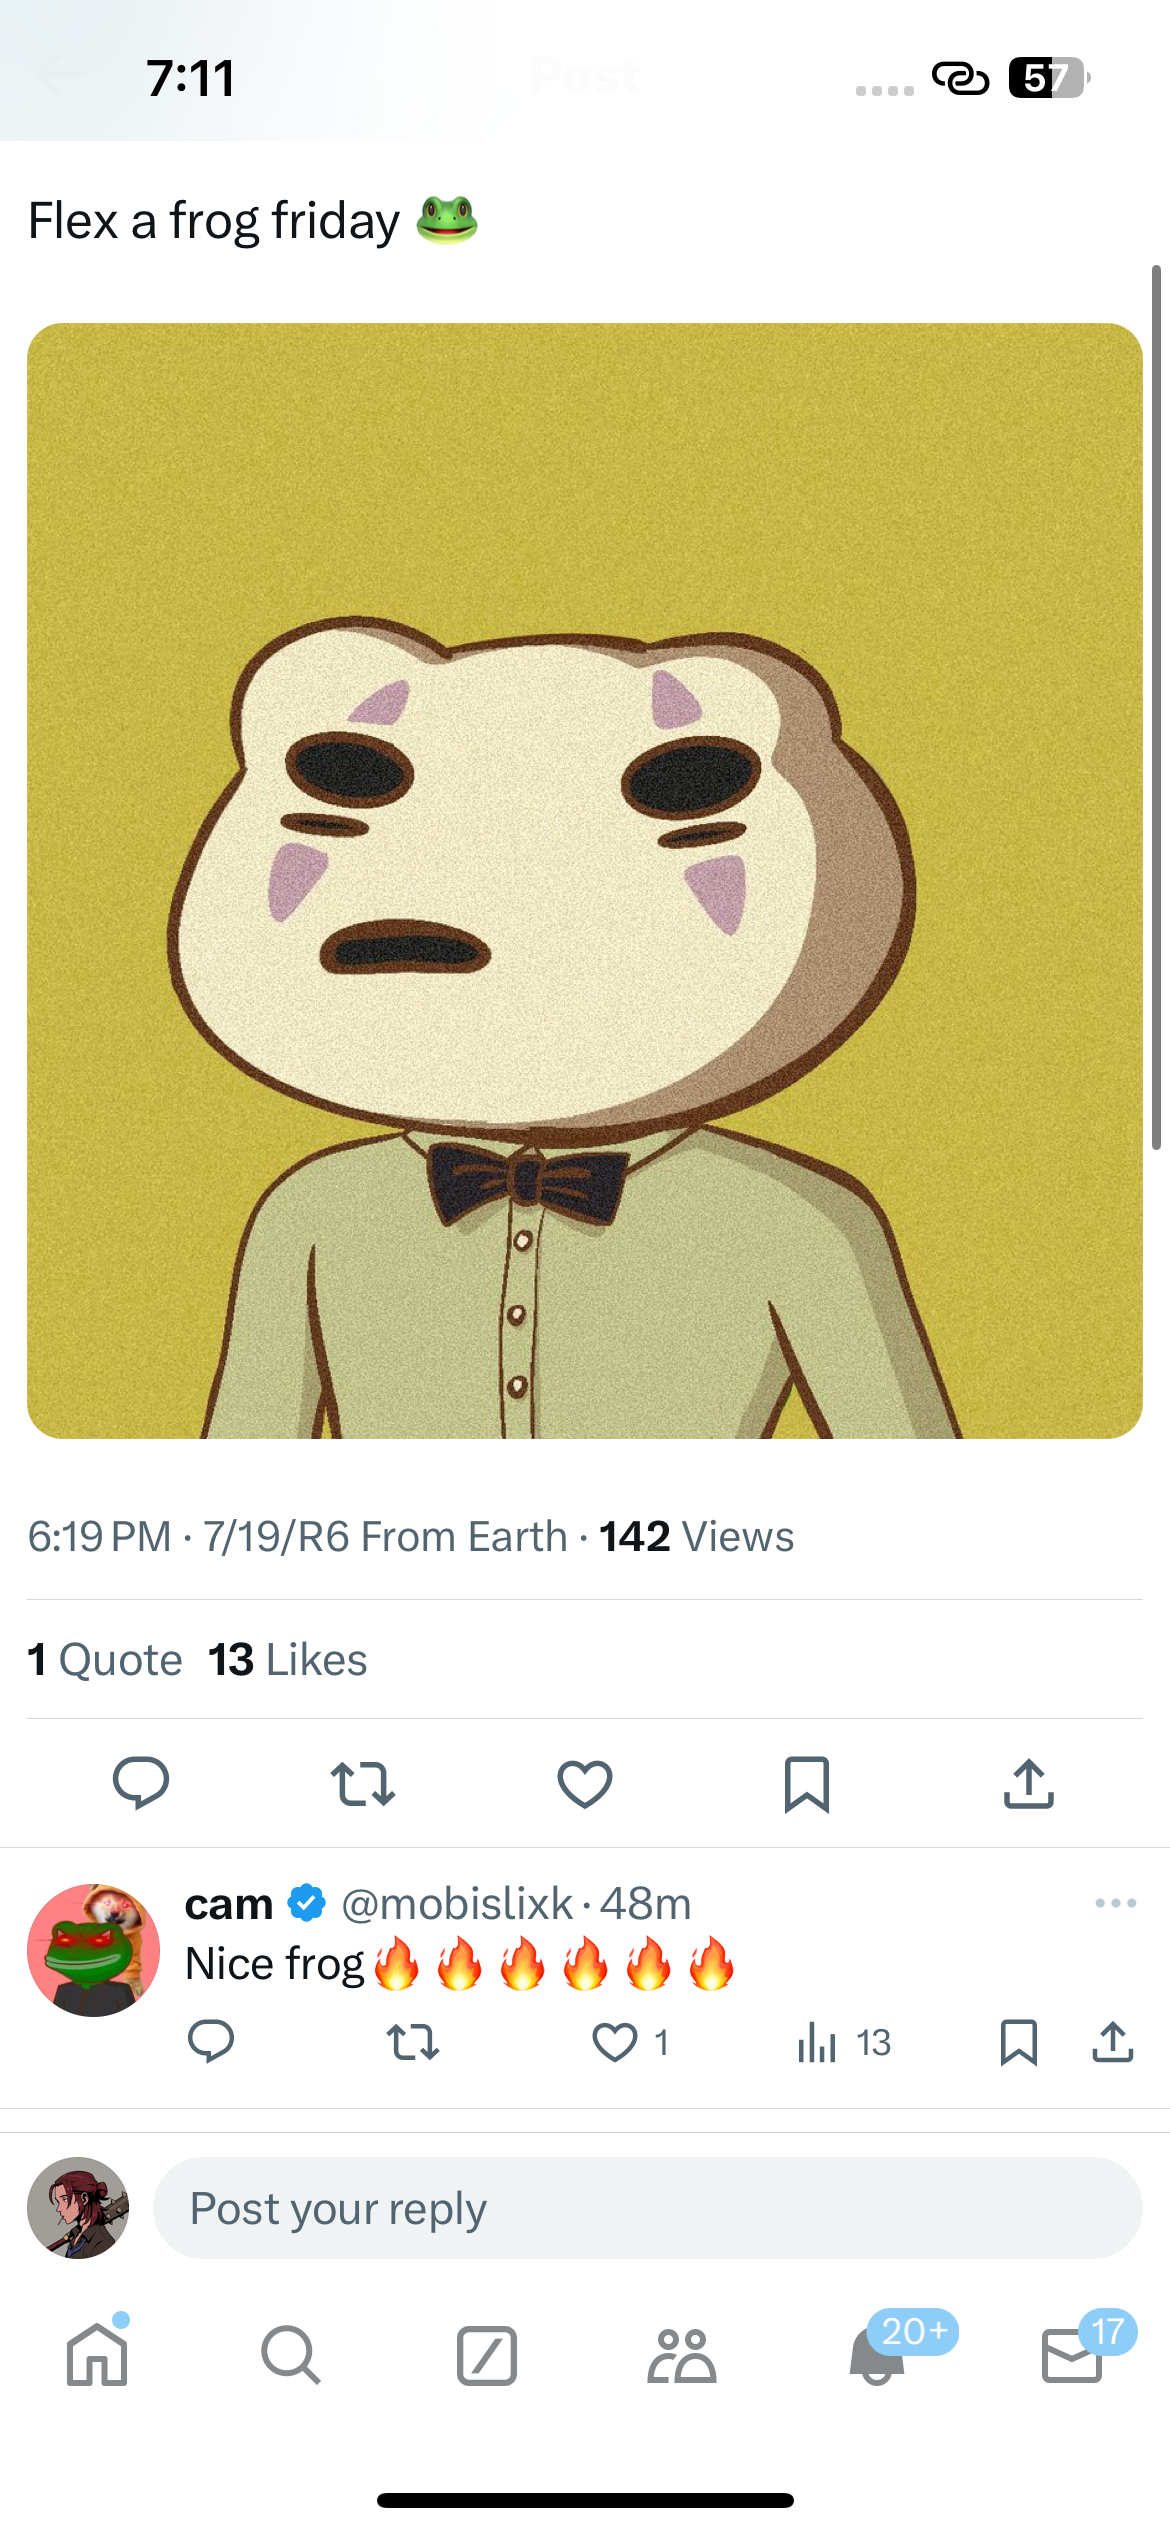 7:11
Post
57
Flex a frog friday 🐸
6:19 PM · 7/19/R6 From Earth · 142 Views
1 Quote 13 Likes
cam @mobislixk · 48m
Nice frog🔥🔥🔥🔥🔥🔥
1 13
Post your reply
20+ 17